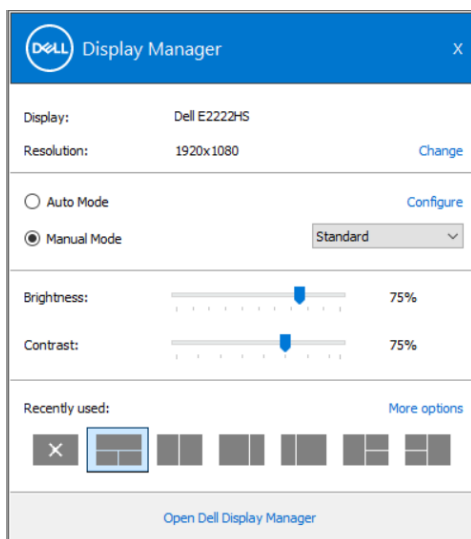 DELL Display Manager X
Display: Dell E2222HS
Resolution: 1920x1080 Change
Auto Mode Configure
Manual Mode Standard
Brightness: 75%
Contrast: 75%
Recently used: More options
Open Dell Display Manager